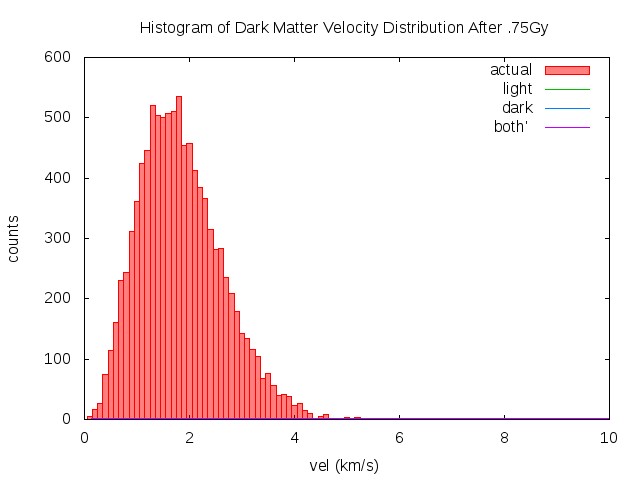 Histogram of Dark Matter Velocity Distribution After .75Gy
600
500
400
300
200
100
0
counts
actual
light
dark
both'
0 2 4 6 8 10
vel (km/s)